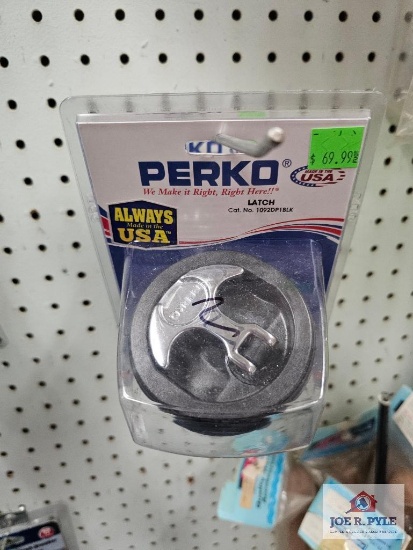 $ 69.99
PERKO®
MADE IN THE
USA
We Make it Right, Right Here!!®
LATCH
Cat. No. 1092DP1BLK
ALWAYS
Made in the
USA™
JOE R. PYLE